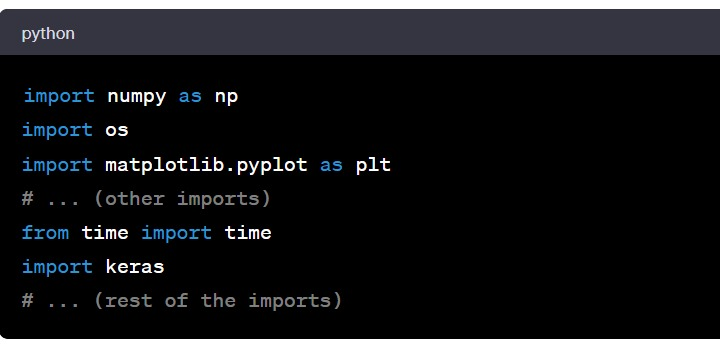 python
import numpy as np
import os
import matplotlib.pyplot as plt
# ... (other imports)
from time import time
import keras
# ... (rest of the imports)